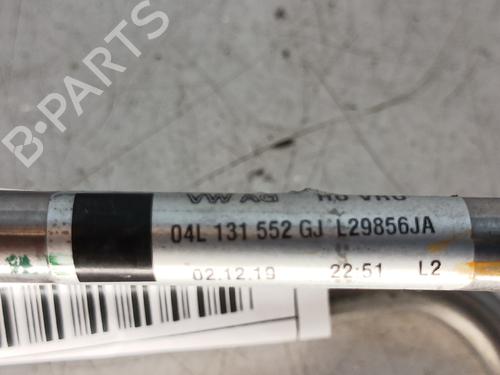 B-PARTS
VW AG
04L 131 552 GJ L29856JA
02.12.19 22:51 L2